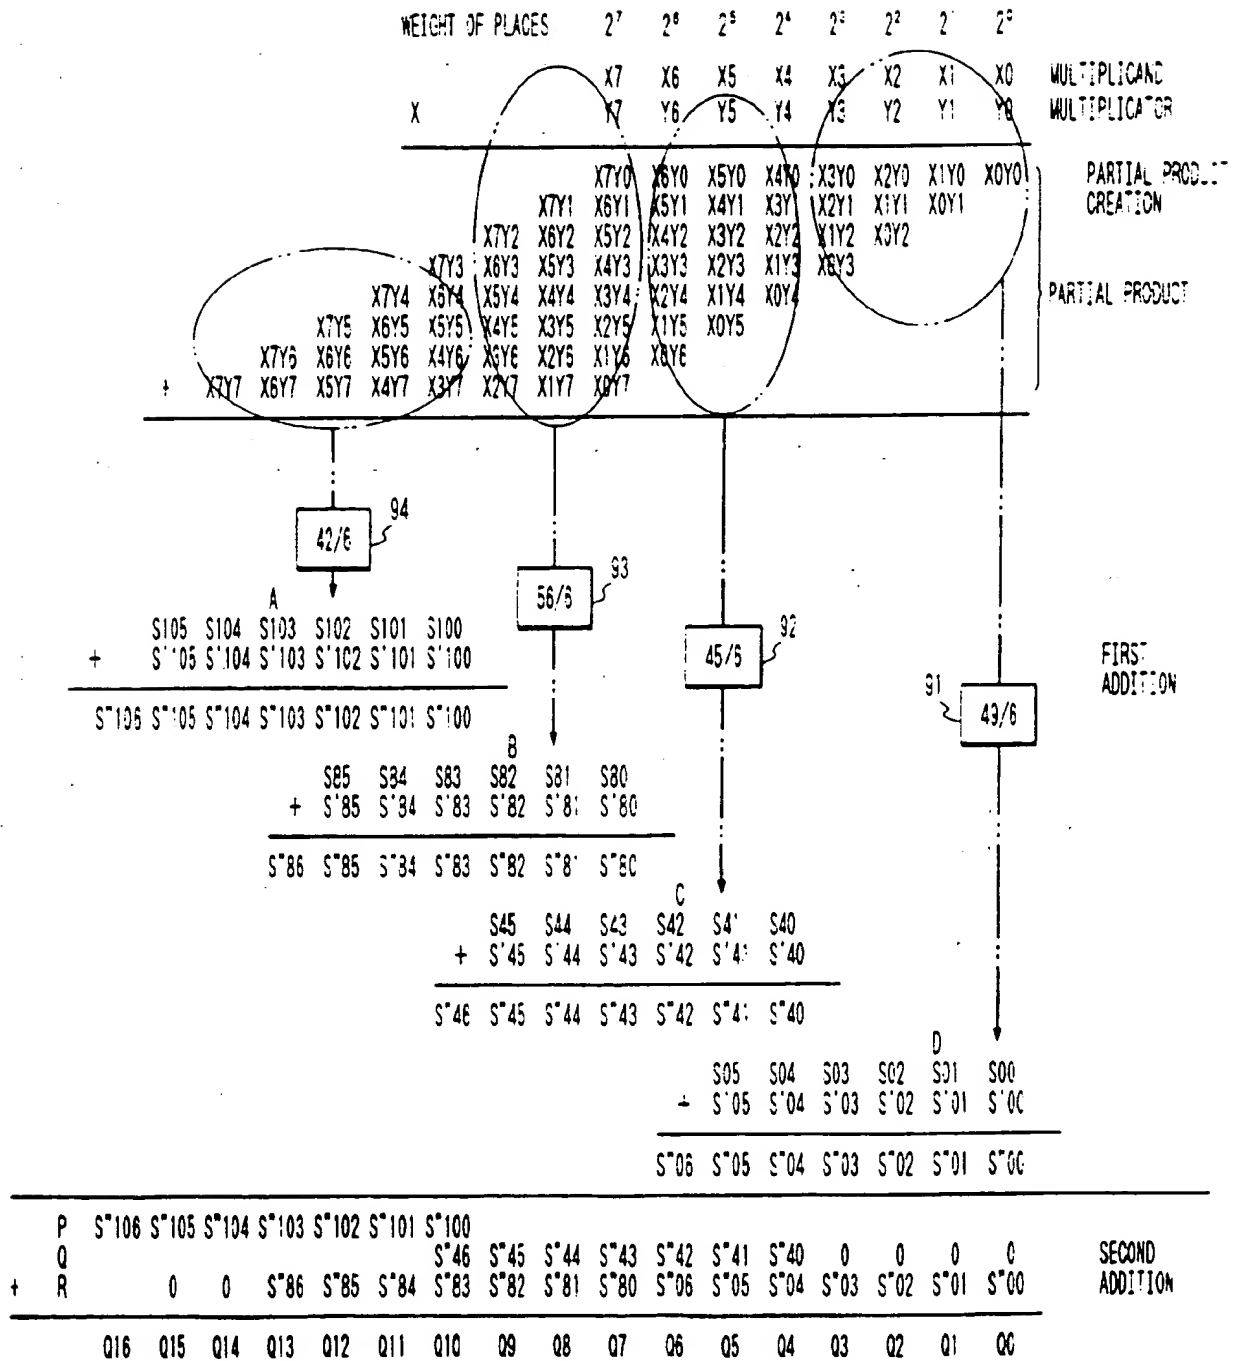 WEIGHT OF PLACES 2⁷ 2⁶ 2⁵ 2⁴ 2³ 2² 2 2⁰
X7 X6 X5 X4 X3 X2 X1 X0 MULTIPLICAND
X Y7 Y6 Y5 Y4 Y3 Y2 Y1 Y0 MULTIPLICATOR
X7Y0 X6Y0 X5Y0 X4Y0 X3Y0 X2Y0 X1Y0 X0Y0 PARTIAL PRODUCT
X7Y1 X6Y1 X5Y1 X4Y1 X3Y1 X2Y1 X1Y1 X0Y1 CREATION
X7Y2 X6Y2 X5Y2 X4Y2 X3Y2 X2Y2 X1Y2 X0Y2
X7Y3 X6Y3 X5Y3 X4Y3 X3Y3 X2Y3 X1Y3 X0Y3
X7Y4 X6Y4 X5Y4 X4Y4 X3Y4 X2Y4 X1Y4 X0Y4 PARTIAL PRODUCT
X7Y5 X6Y5 X5Y5 X4Y5 X3Y5 X2Y5 X1Y5 X0Y5
X7Y6 X6Y6 X5Y6 X4Y6 X3Y6 X2Y6 X1Y6 X0Y6
+ X7Y7 X6Y7 X5Y7 X4Y7 X3Y7 X2Y7 X1Y7 X0Y7
94
42/6
93
56/6
92
45/6
91
49/6
FIRST
ADDITION
A
S105 S104 S103 S102 S101 S100
+ S'105 S'104 S'103 S'102 S'101 S'100
S"106 S"105 S"104 S"103 S"102 S"101 S"100
B
S85 S84 S83 S82 S81 S80
+ S'85 S'84 S'83 S'82 S'81 S'80
S"86 S"85 S"84 S"83 S"82 S"81 S"80
C
S45 S44 S43 S42 S41 S40
+ S'45 S'44 S'43 S'42 S'41 S'40
S"46 S"45 S"44 S"43 S"42 S"41 S"40
D
S05 S04 S03 S02 S01 S00
+ S'05 S'04 S'03 S'02 S'01 S'00
S"06 S"05 S"04 S"03 S"02 S"01 S"00
P S"106 S"105 S"104 S"103 S"102 S"101 S"100
Q S"46 S"45 S"44 S"43 S"42 S"41 S"40 0 0 0 0 SECOND
+ R 0 0 S"86 S"85 S"84 S"83 S"82 S"81 S"80 S"06 S"05 S"04 S"03 S"02 S"01 S"00 ADDITION
Q16 Q15 Q14 Q13 Q12 Q11 Q10 Q9 Q8 Q7 Q6 Q5 Q4 Q3 Q2 Q1 Q0